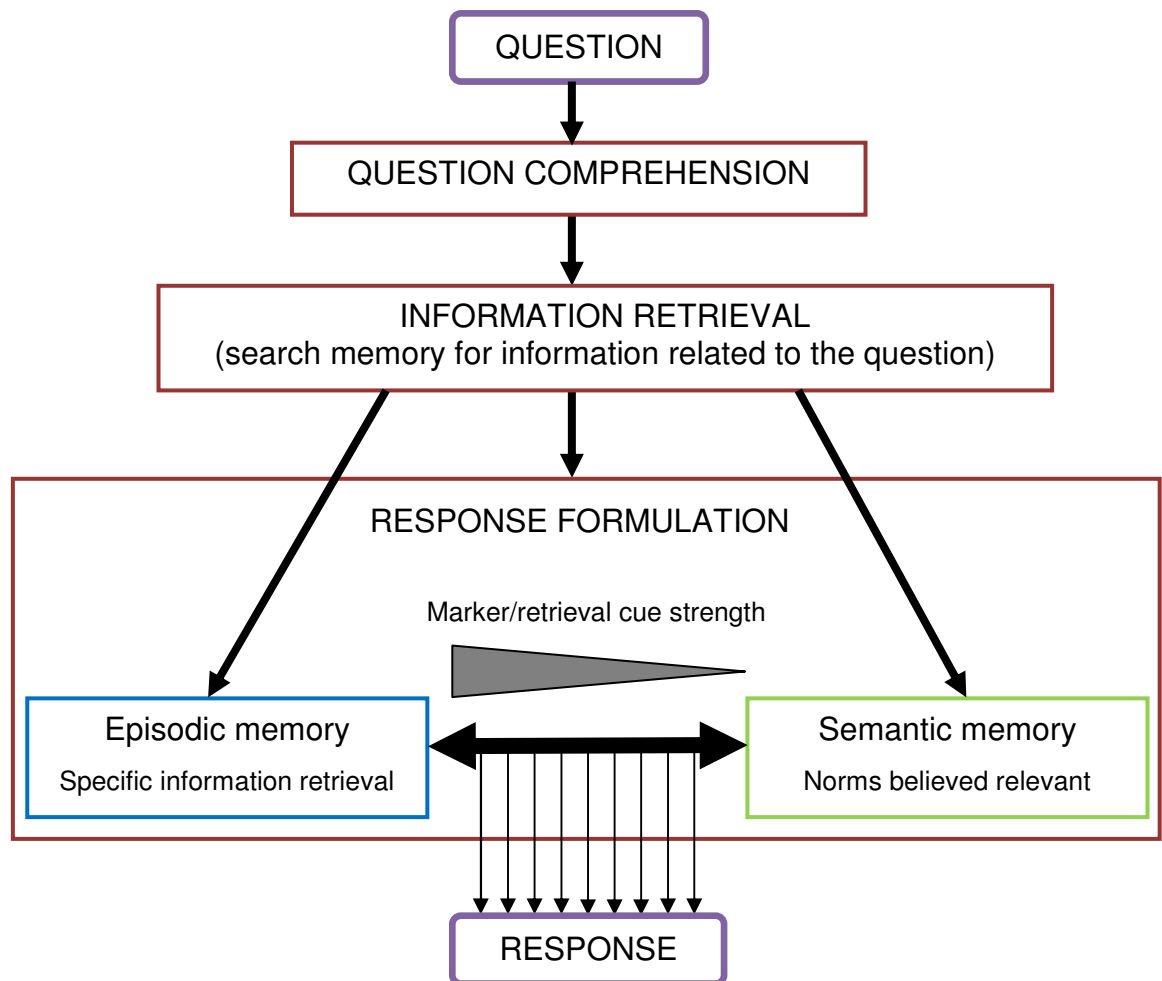 QUESTION
QUESTION COMPREHENSION
INFORMATION RETRIEVAL
(search memory for information related to the question)
RESPONSE FORMULATION
Marker/retrieval cue strength
Episodic memory
Specific information retrieval
Semantic memory
Norms believed relevant
RESPONSE